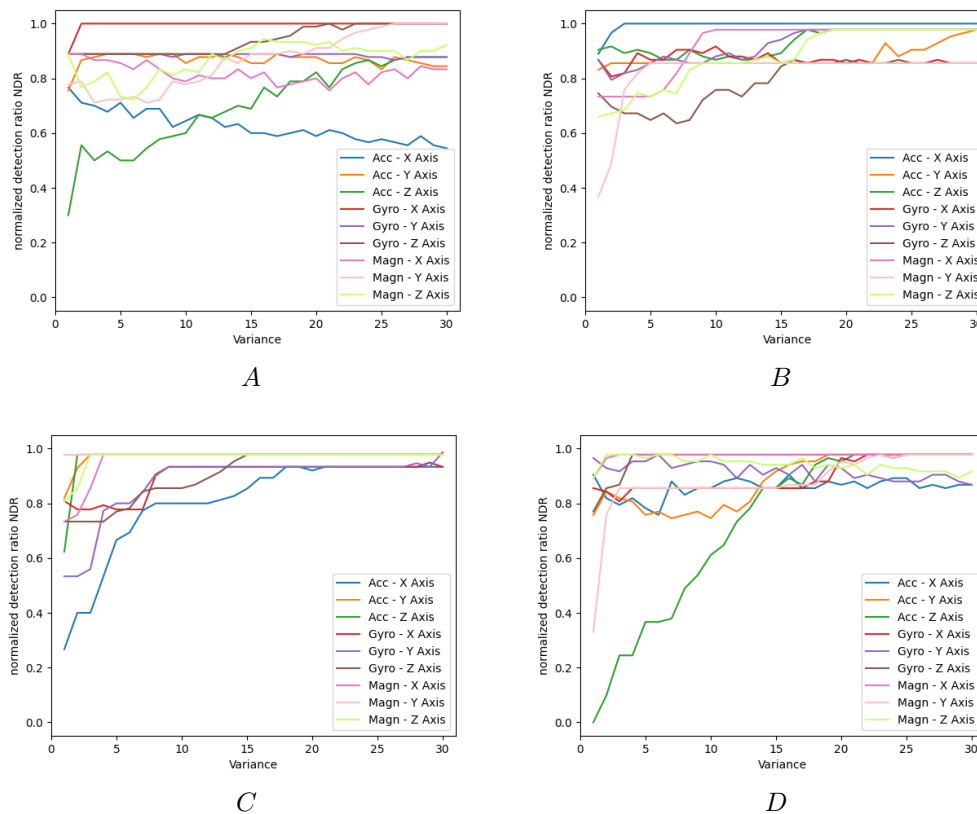 1.0
0.8
0.6
0.4
0.2
0.0
normalized detection ratio NDR
0 5 10 15 20 25 30
Variance
Acc - X Axis
Acc - Y Axis
Acc - Z Axis
Gyro - X Axis
Gyro - Y Axis
Gyro - Z Axis
Magn - X Axis
Magn - Y Axis
Magn - Z Axis
A
1.0
0.8
0.6
0.4
0.2
0.0
normalized detection ratio NDR
0 5 10 15 20 25 30
Variance
Acc - X Axis
Acc - Y Axis
Acc - Z Axis
Gyro - X Axis
Gyro - Y Axis
Gyro - Z Axis
Magn - X Axis
Magn - Y Axis
Magn - Z Axis
B
1.0
0.8
0.6
0.4
0.2
0.0
normalized detection ratio NDR
0 5 10 15 20 25 30
Variance
Acc - X Axis
Acc - Y Axis
Acc - Z Axis
Gyro - X Axis
Gyro - Y Axis
Gyro - Z Axis
Magn - X Axis
Magn - Y Axis
Magn - Z Axis
C
1.0
0.8
0.6
0.4
0.2
0.0
normalized detection ratio NDR
0 5 10 15 20 25 30
Variance
Acc - X Axis
Acc - Y Axis
Acc - Z Axis
Gyro - X Axis
Gyro - Y Axis
Gyro - Z Axis
Magn - X Axis
Magn - Y Axis
Magn - Z Axis
D